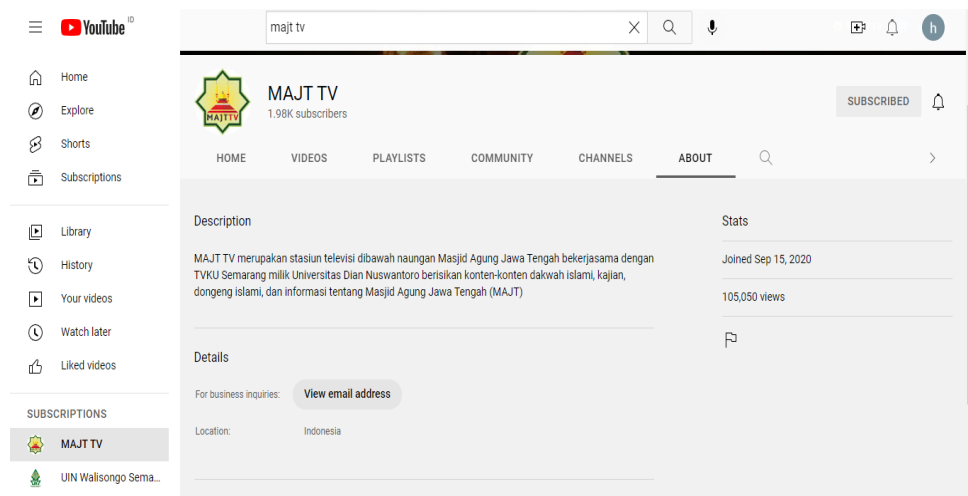 YouTube ID
majt tv
h
Home
Explore
Shorts
Subscriptions
Library
History
Your videos
Watch later
Liked videos
SUBSCRIPTIONS
MAJT TV
UIN Walisongo Sema...
MAJTTV
MAJT TV
1.98K subscribers
SUBSCRIBED
HOME VIDEOS PLAYLISTS COMMUNITY CHANNELS ABOUT
Description
MAJT TV merupakan stasiun televisi dibawah naungan Masjid Agung Jawa Tengah bekerjasama dengan
TVKU Semarang milik Universitas Dian Nuswantoro berisikan konten-konten dakwah islami, kajian,
dongeng islami, dan informasi tentang Masjid Agung Jawa Tengah (MAJT)
Details
For business inquiries: View email address
Location: Indonesia
Stats
Joined Sep 15, 2020
105,050 views